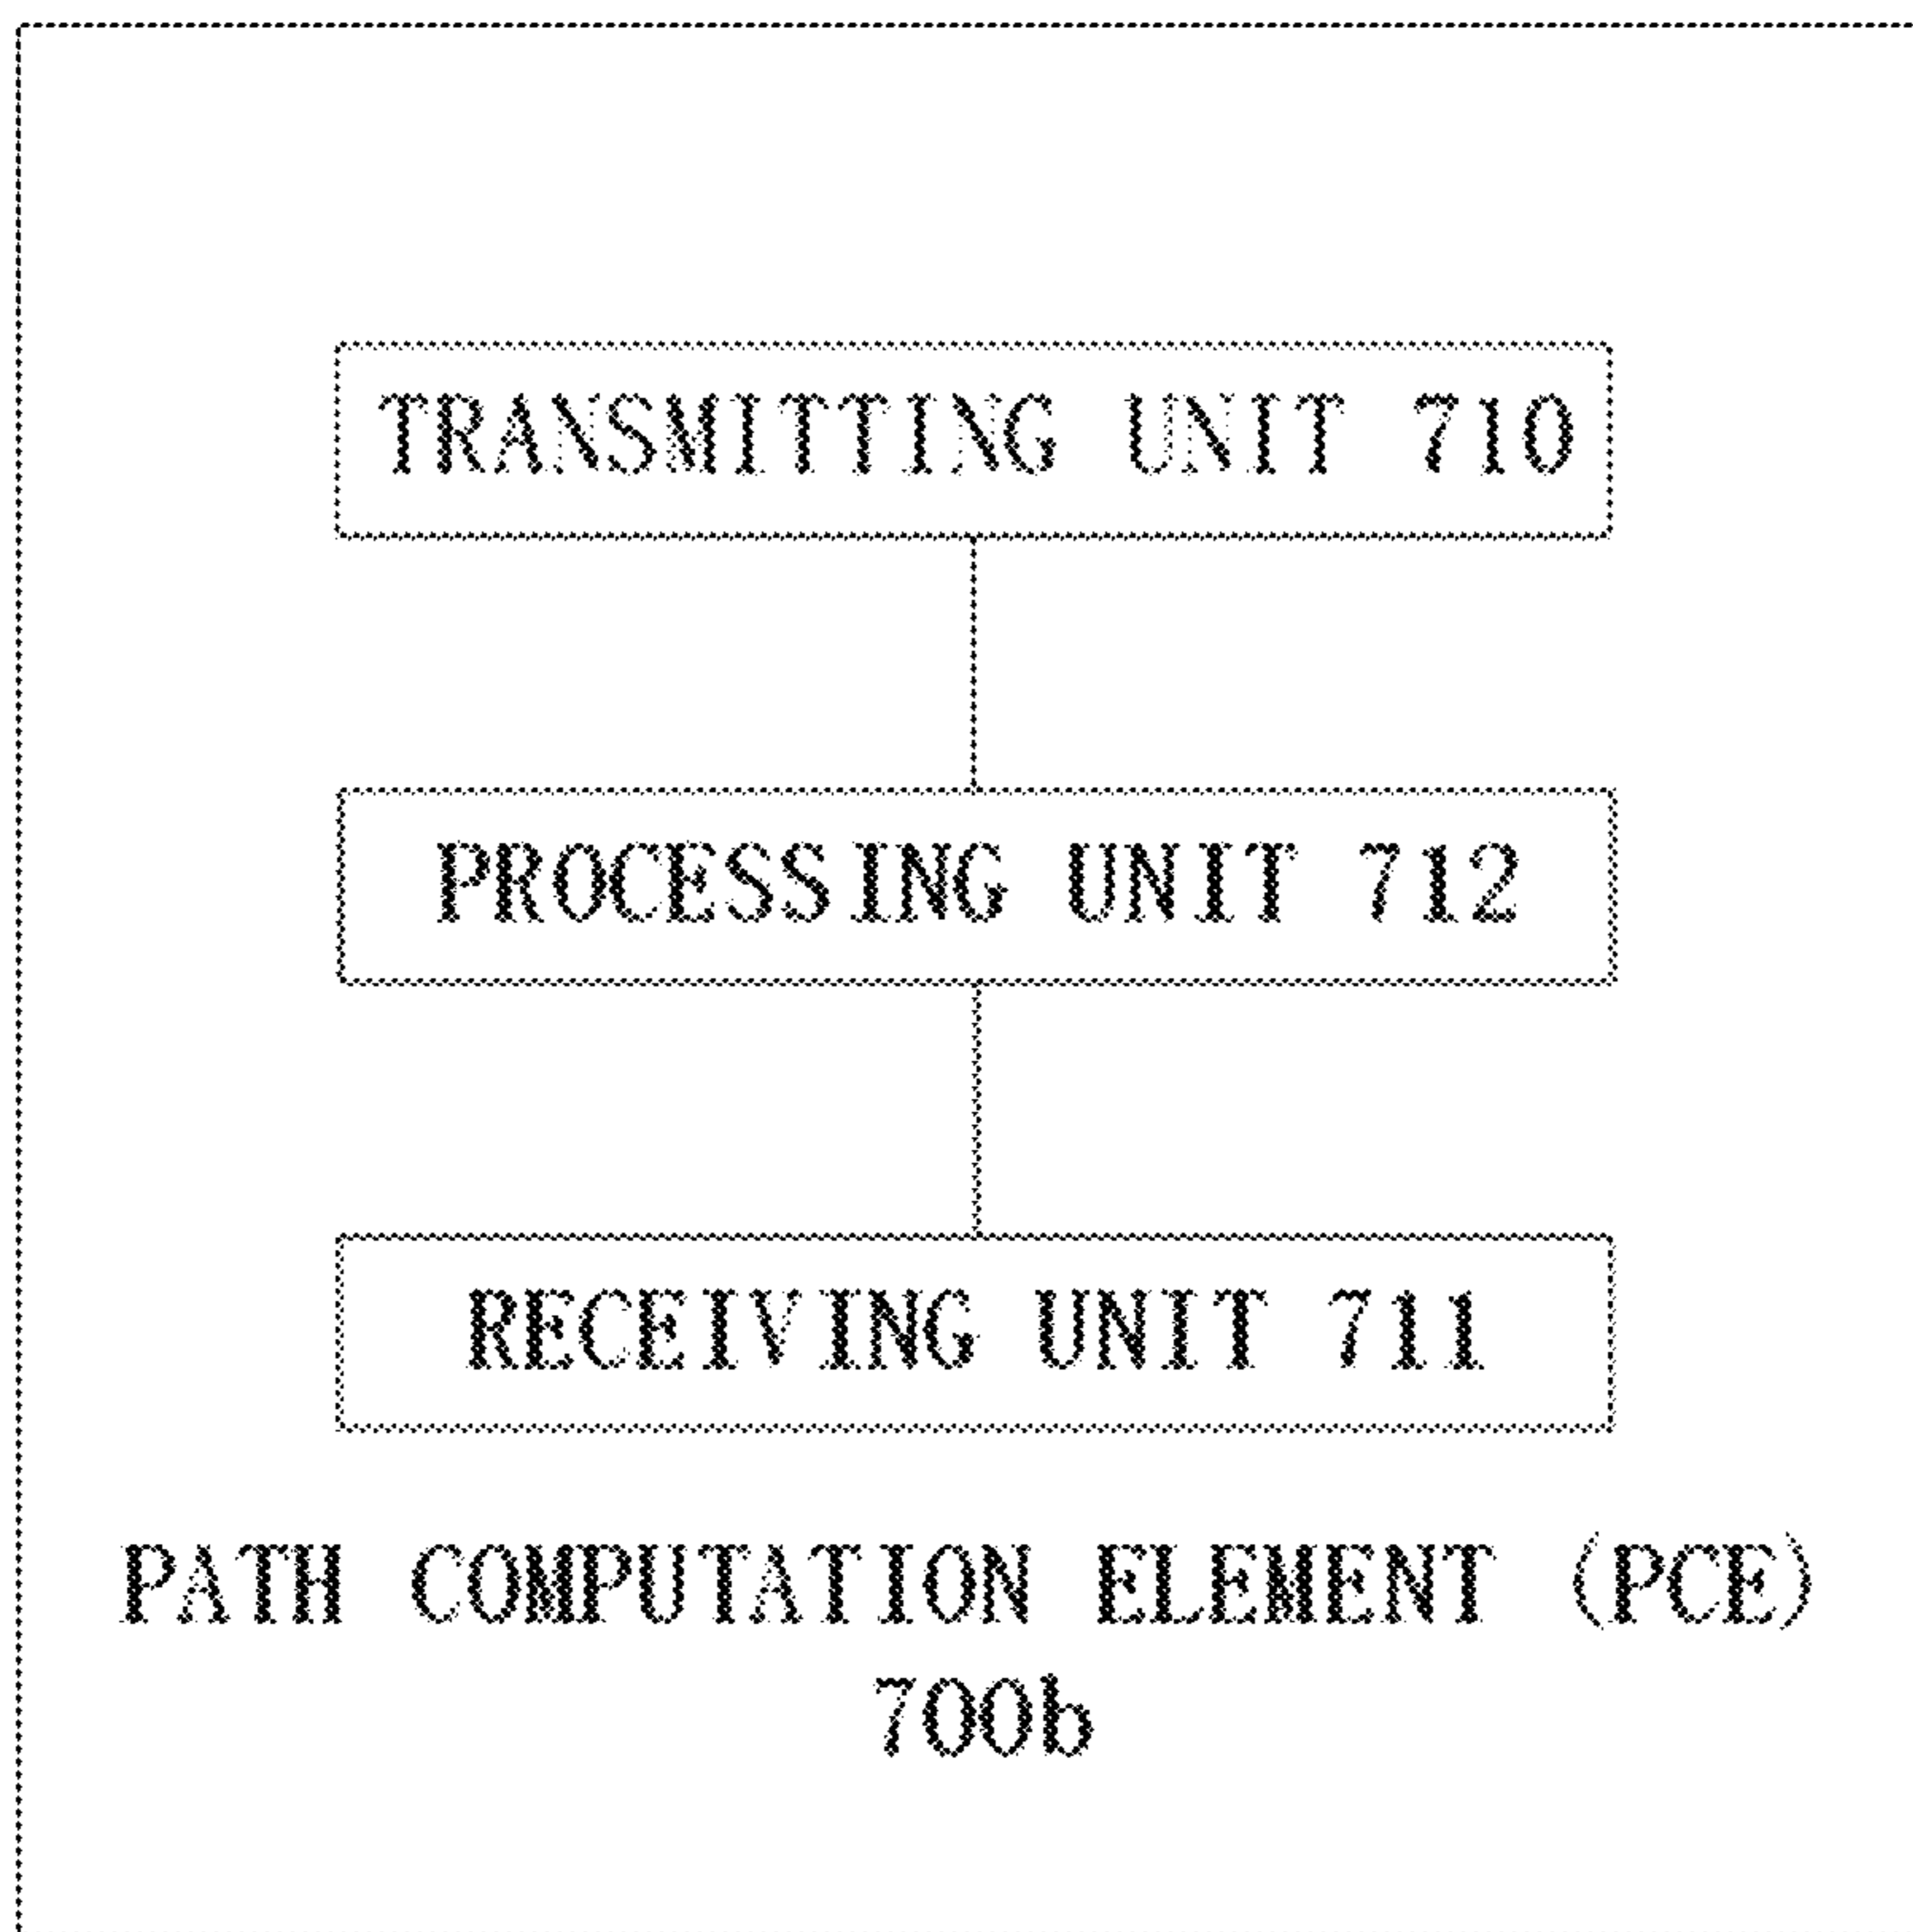 TRANSMITTING UNIT 710
PROCESSING UNIT 712
RECEIVING UNIT 711
PATH COMPUTATION ELEMENT (PCE)
700b